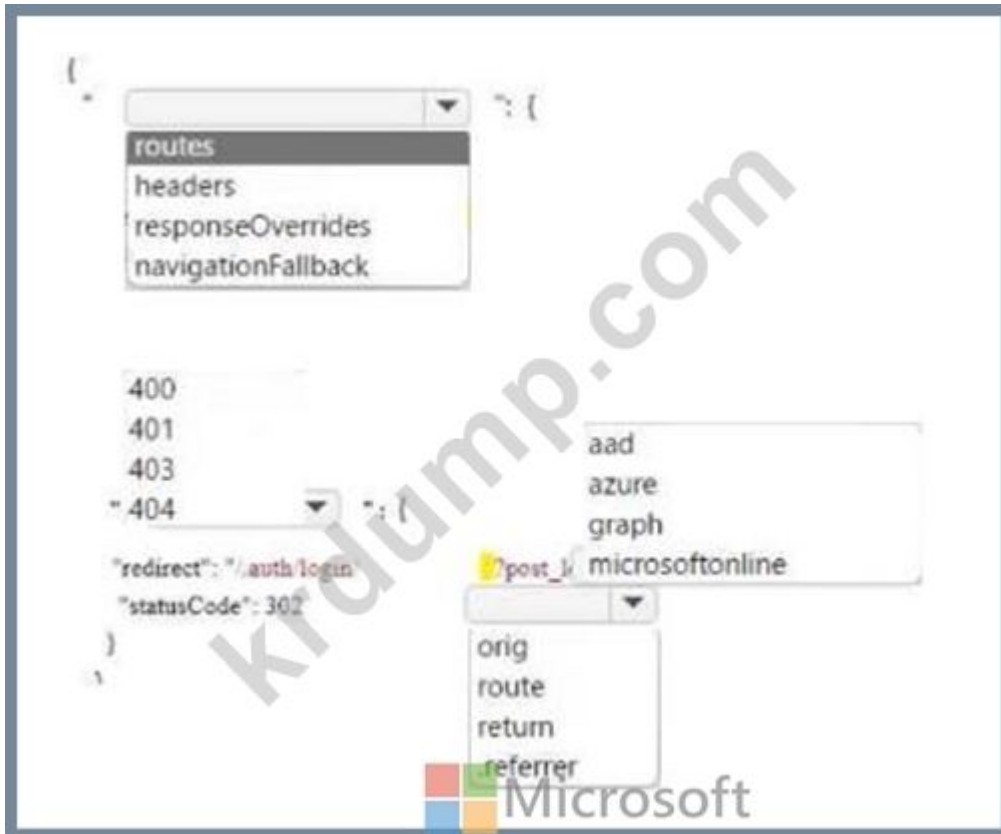 {
" ": {
routes
headers
responseOverrides
navigationFallback
400
401
403
" 404 ": {
aad
azure
graph
microsoftonline
"redirect": "/.auth/login ?post_l
"statusCode": 302
}
orig
route
return
.referrer
krdump.com
Microsoft